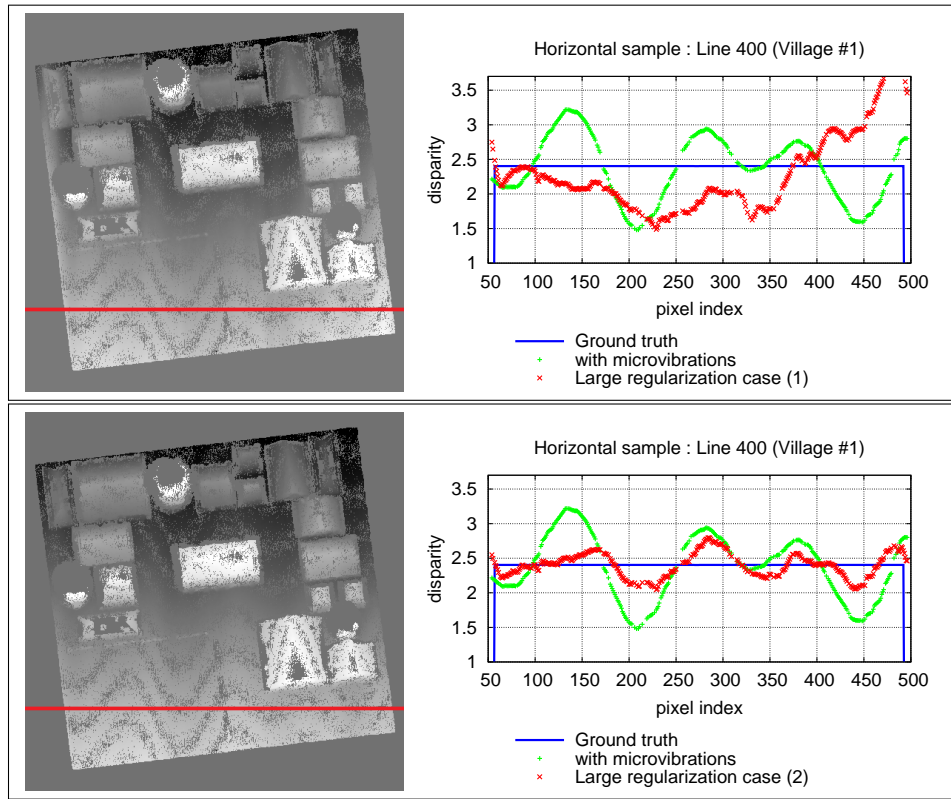 Horizontal sample : Line 400 (Village #1)
3.5
3
2.5
2
1.5
1
disparity
50 100 150 200 250 300 350 400 450 500
pixel index
Ground truth
with microvibrations
Large regularization case (1)
Horizontal sample : Line 400 (Village #1)
3.5
3
2.5
2
1.5
1
disparity
50 100 150 200 250 300 350 400 450 500
pixel index
Ground truth
with microvibrations
Large regularization case (2)